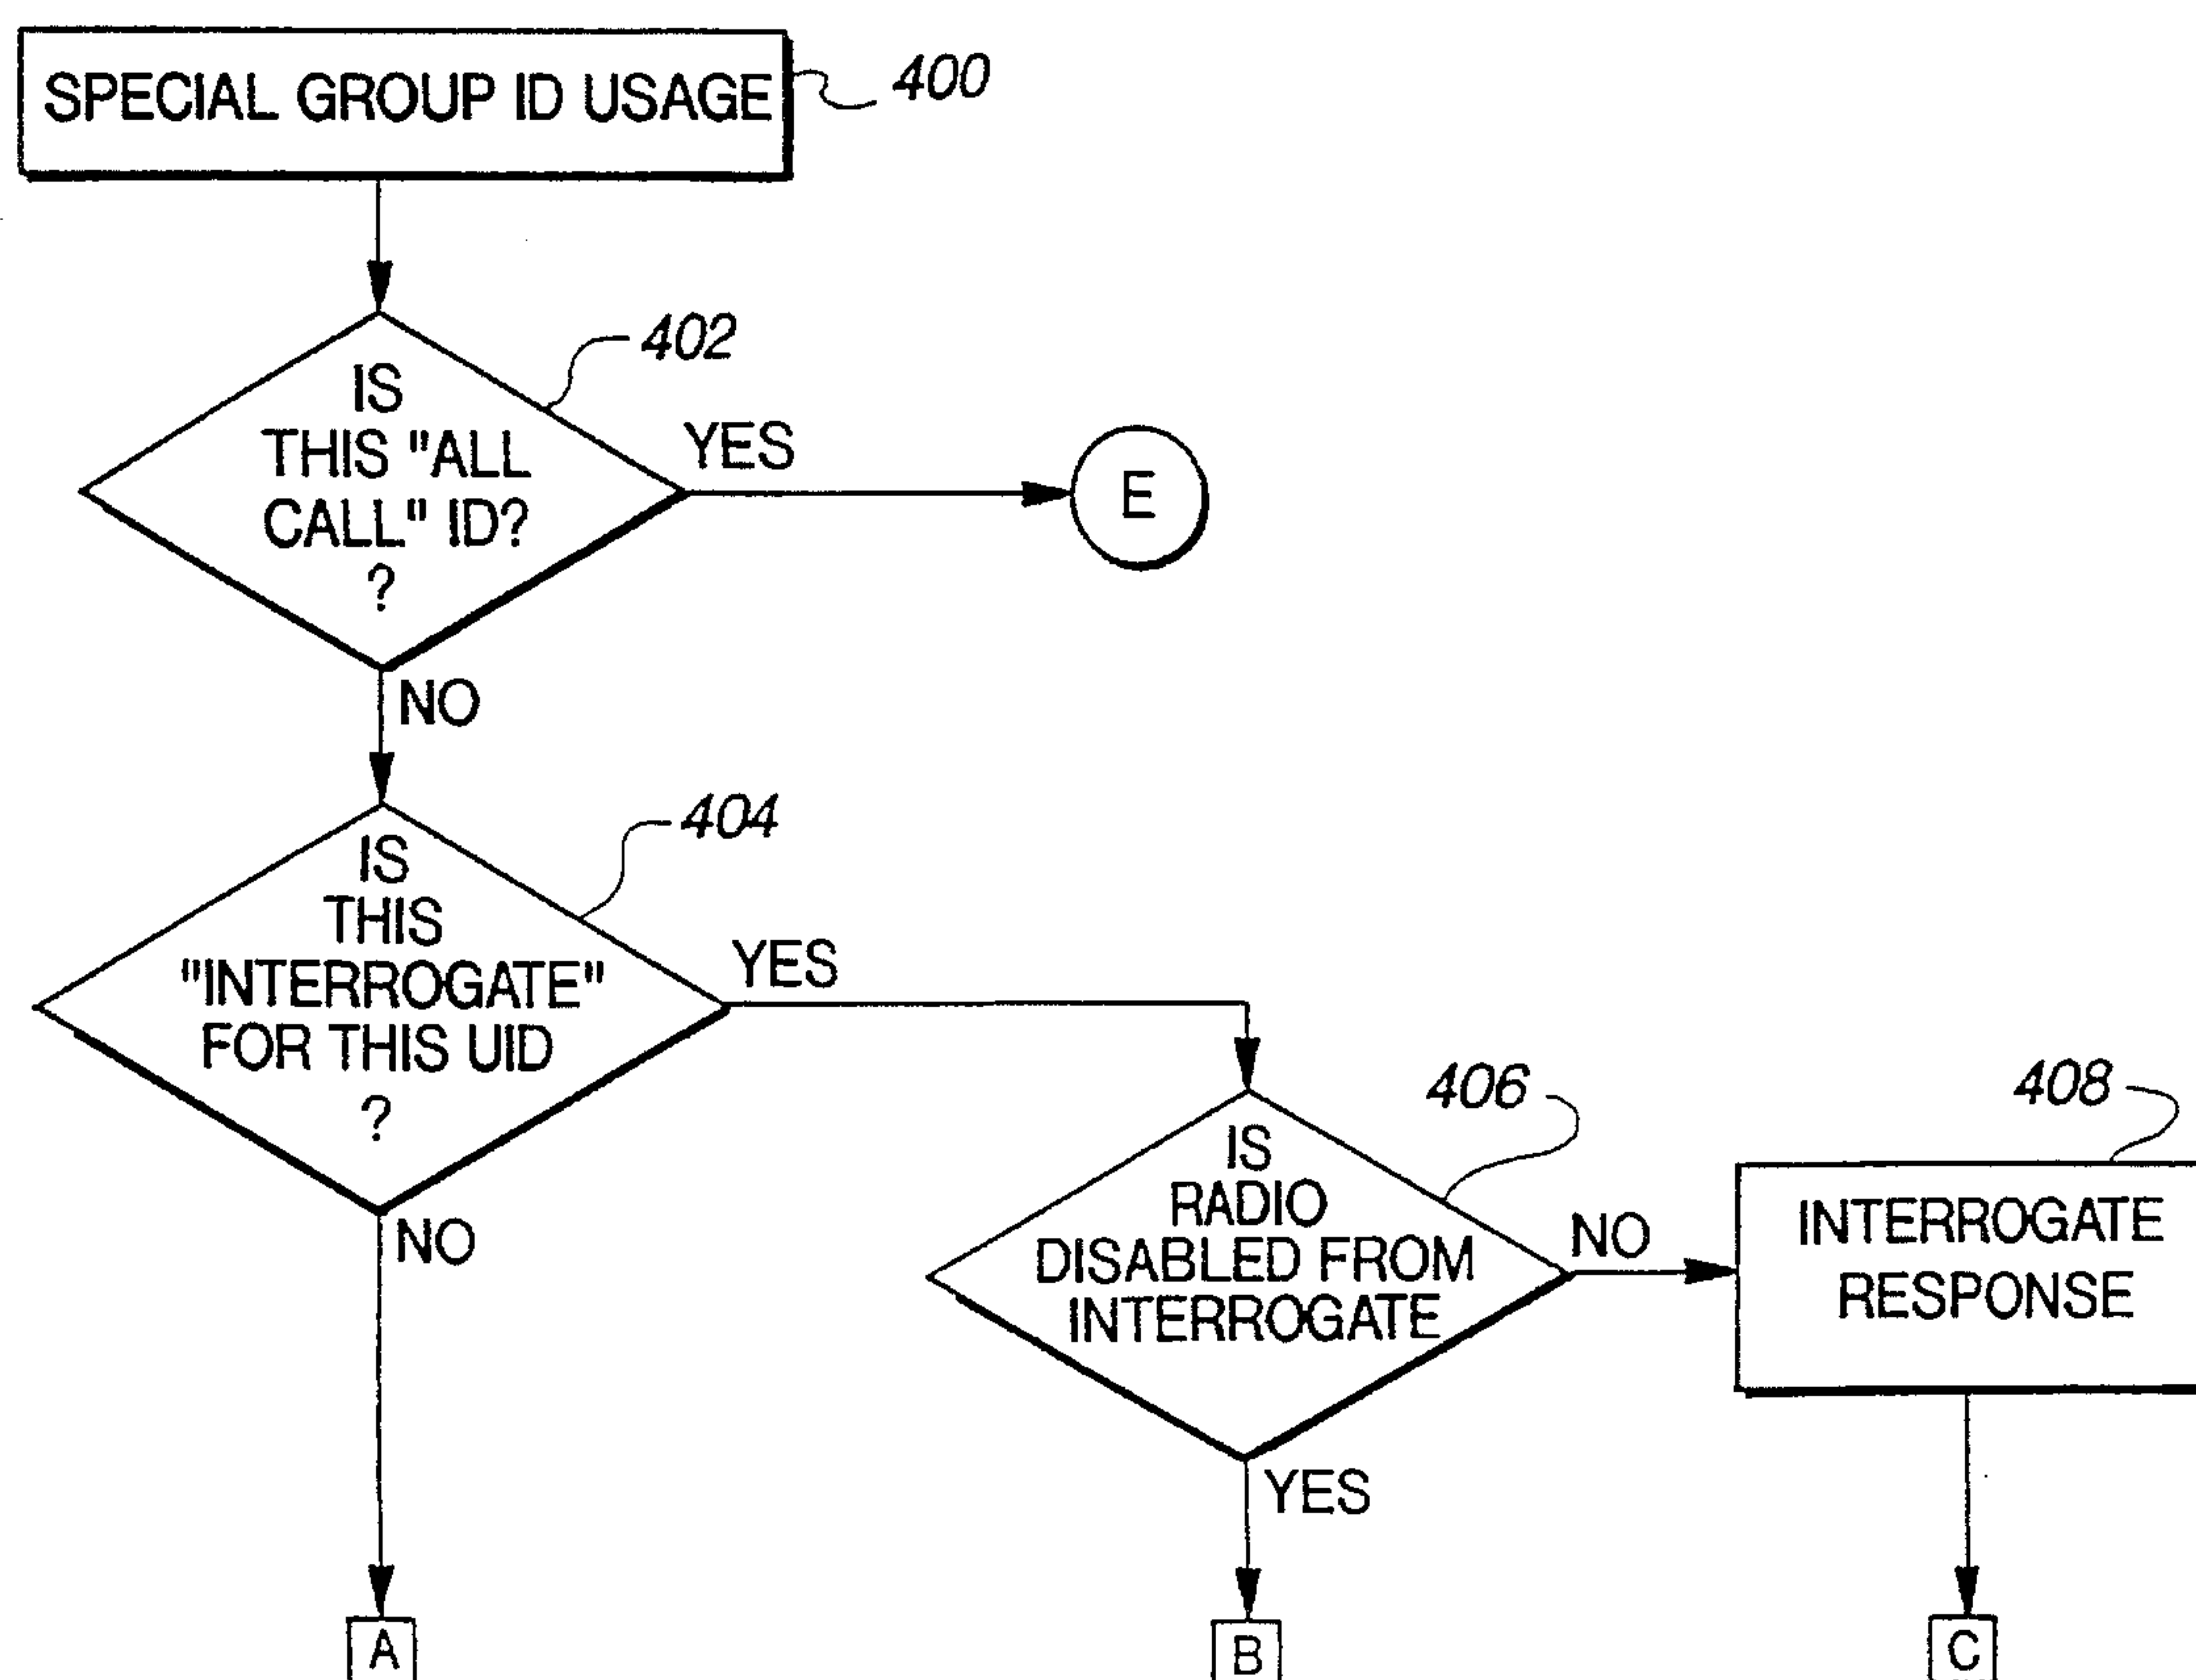 SPECIAL GROUP ID USAGE
400
402
IS
THIS "ALL
CALL" ID?
?
YES
E
NO
404
IS
THIS
"INTERROGATE"
FOR THIS UID
?
YES
NO
406
IS
RADIO
DISABLED FROM
INTERROGATE
NO
YES
408
INTERROGATE
RESPONSE
A
B
C